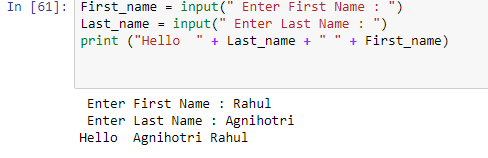 In [61]: First_name = input(" Enter First Name : ")
Last_name = input(" Enter Last Name : ")
print ("Hello  " + Last_name + " " + First_name)
 Enter First Name : Rahul
 Enter Last Name : Agnihotri
Hello  Agnihotri Rahul